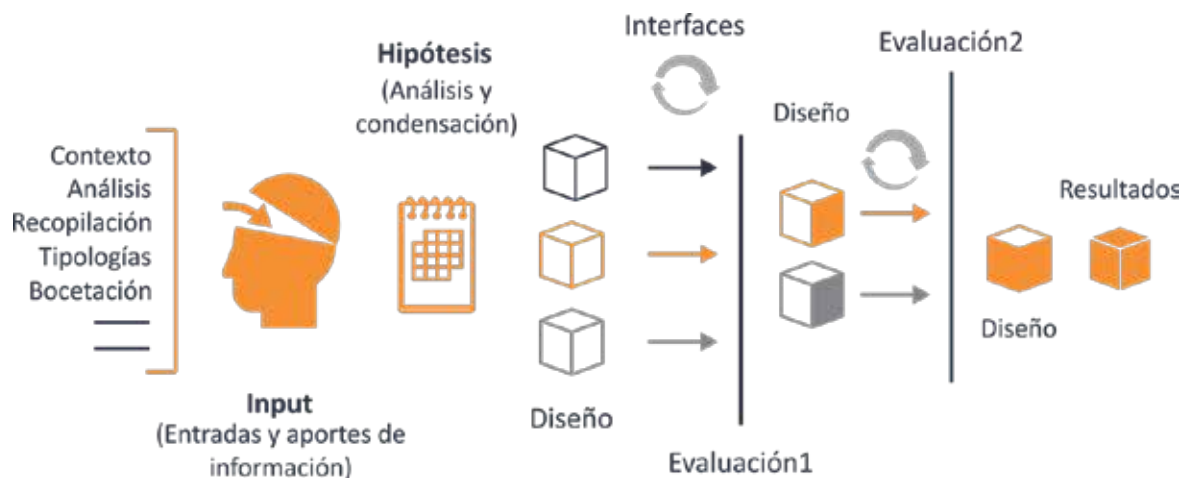 Contexto
Análisis
Recopilación
Tipologías
Bocetación
Input
(Entradas y aportes de
información)
Hipótesis
(Análisis y
condensación)
Diseño
Interfaces
Evaluación1
Diseño
Evaluación2
Diseño
Resultados